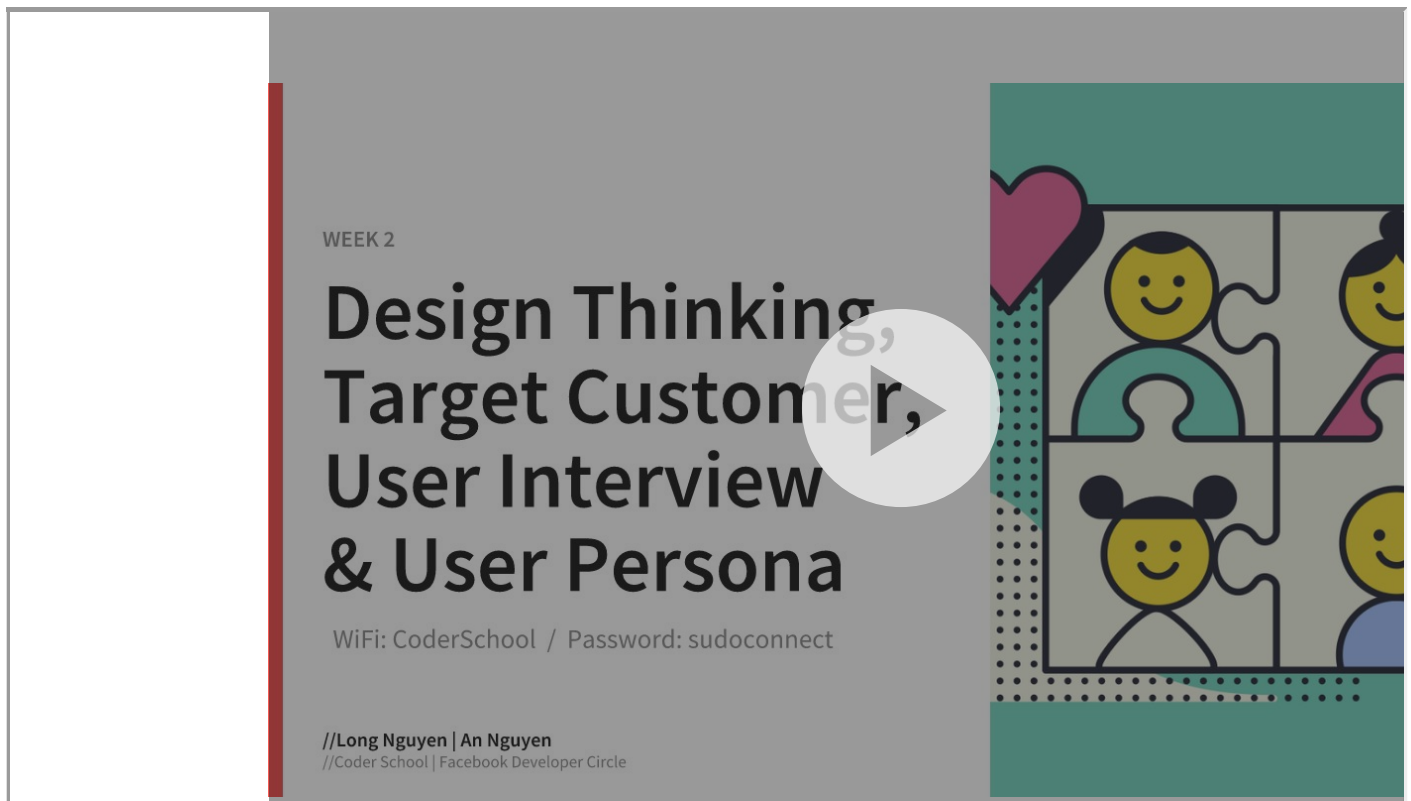 WEEK 2
Design Thinking,
Target Customer,
User Interview
& User Persona
WiFi: CoderSchool / Password: sudoconnect
//Long Nguyen | An Nguyen
//Coder School | Facebook Developer Circle